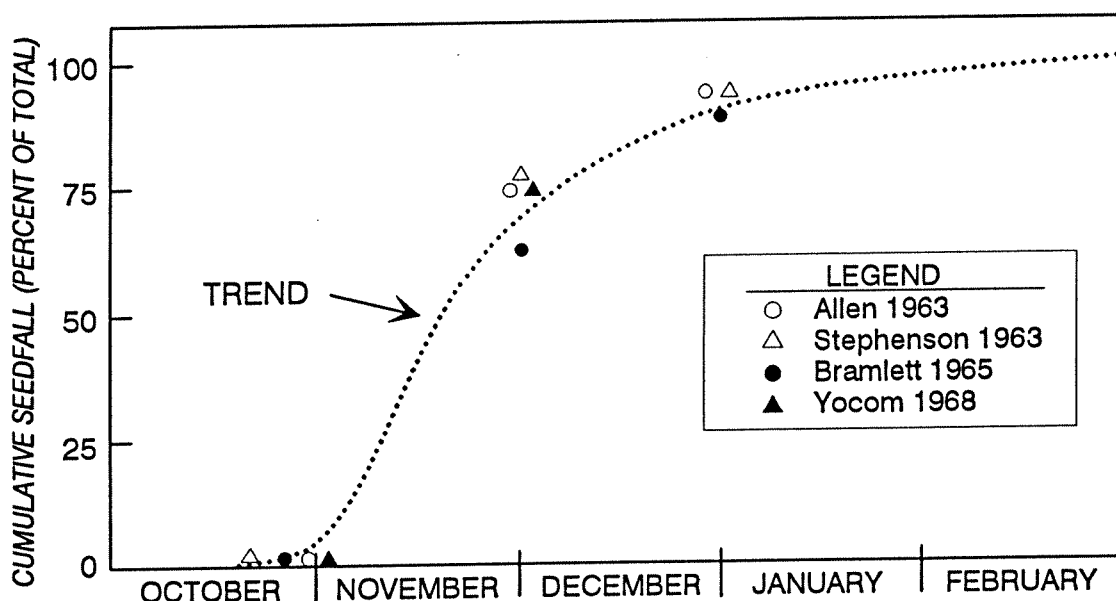 CUMULATIVE SEEDFALL (PERCENT OF TOTAL)
100
75
50
25
0
TREND
LEGEND
Allen 1963
Stephenson 1963
Bramlett 1965
Yocom 1968
OCTOBER NOVEMBER DECEMBER JANUARY FEBRUARY